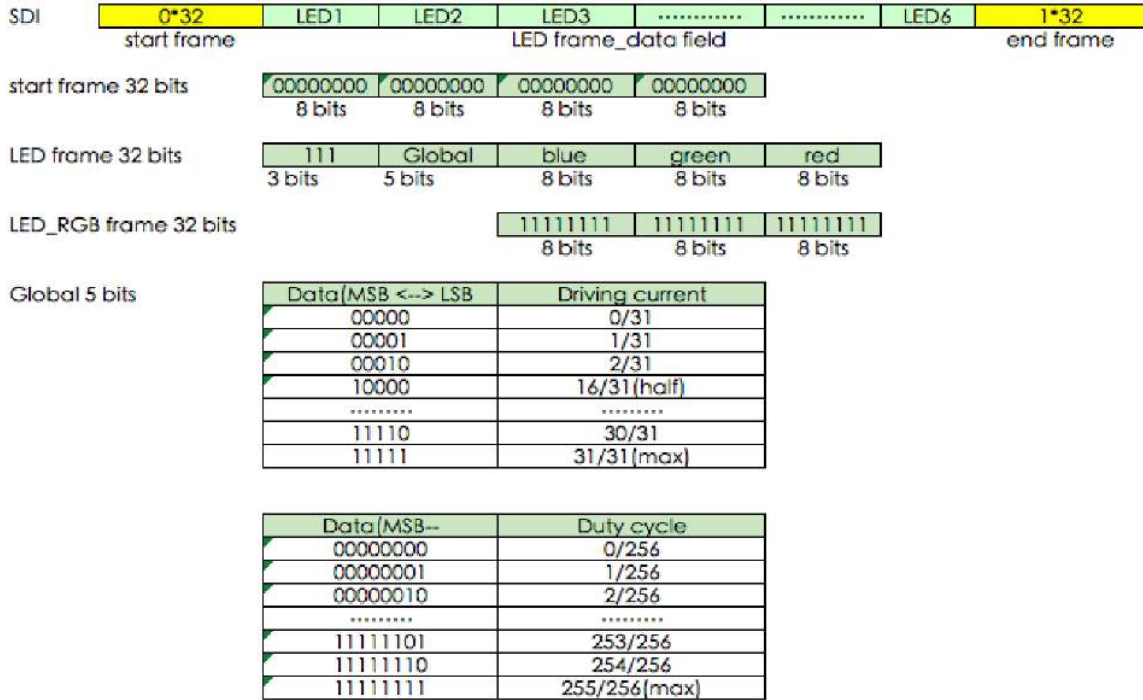 SDI 0*32 LED1 LED2 LED3 ............ ............ LED6 1*32
start frame LED frame_data field end frame
start frame 32 bits 00000000 00000000 00000000 00000000
8 bits 8 bits 8 bits 8 bits
LED frame 32 bits 111 Global blue green red
3 bits 5 bits 8 bits 8 bits 8 bits
LED_RGB frame 32 bits 11111111 11111111 11111111
8 bits 8 bits 8 bits
Global 5 bits Data(MSB <--> LSB Driving current
00000 0/31
00001 1/31
00010 2/31
10000 16/31(half)
......... .........
11110 30/31
11111 31/31(max)
Data(MSB-- Duty cycle
00000000 0/256
00000001 1/256
00000010 2/256
......... .........
11111101 253/256
11111110 254/256
11111111 255/256(max)